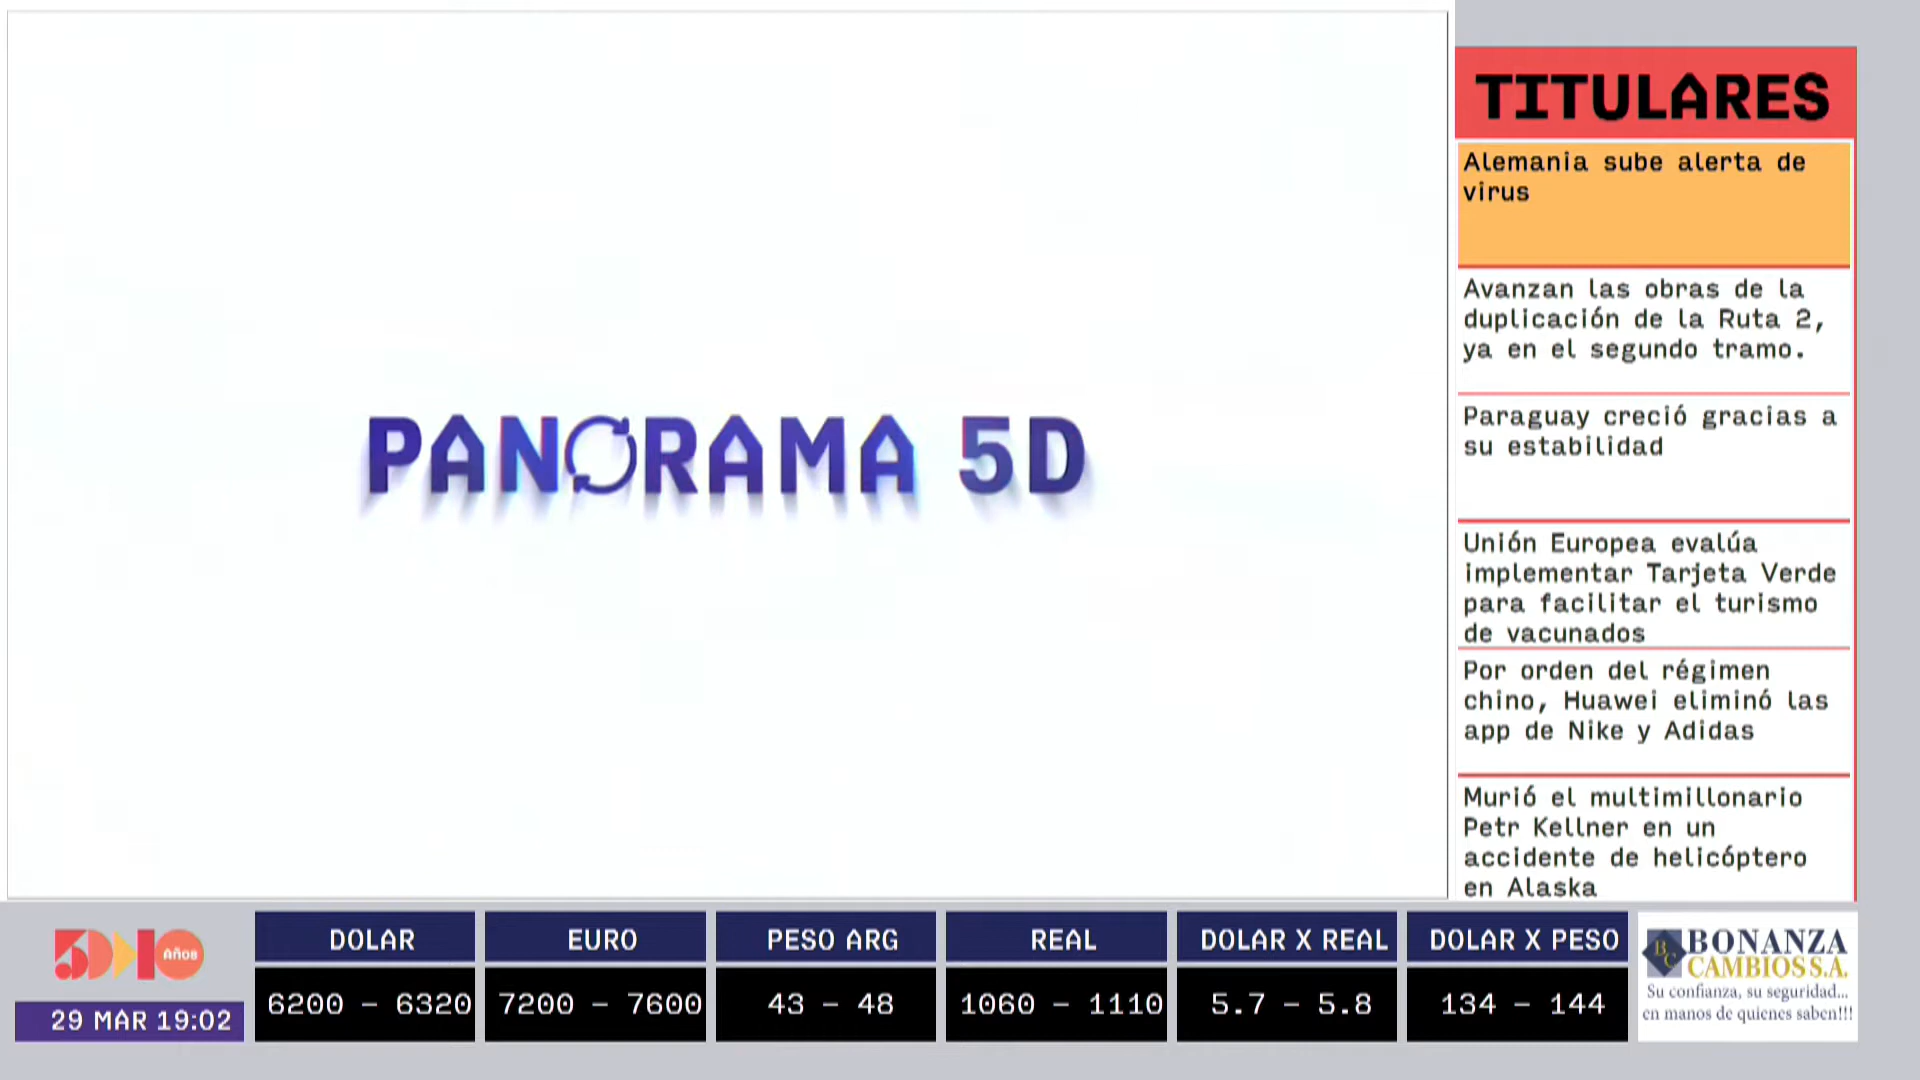 PANORAMA 5D
TITULARES
Alemania sube alerta de
virus
Avanzan las obras de la
duplicación de la Ruta 2,
ya en el segundo tramo.
Paraguay creció gracias a
su estabilidad
Unión Europea evalúa
implementar Tarjeta Verde
para facilitar el turismo
de vacunados
Por orden del régimen
chino, Huawei eliminó las
app de Nike y Adidas
Murió el multimillonario
Petr Kellner en un
accidente de helicóptero
en Alaska
5D 10 Años
29 MAR 19:02
DOLAR
6200 - 6320
EURO
7200 - 7600
PESO ARG
43 - 48
REAL
1060 - 1110
DOLAR X REAL
5.7 - 5.8
DOLAR X PESO
134 - 144
BC BONANZA
CAMBIOS S.A.
Su confianza, su seguridad...
en manos de quienes saben!!!